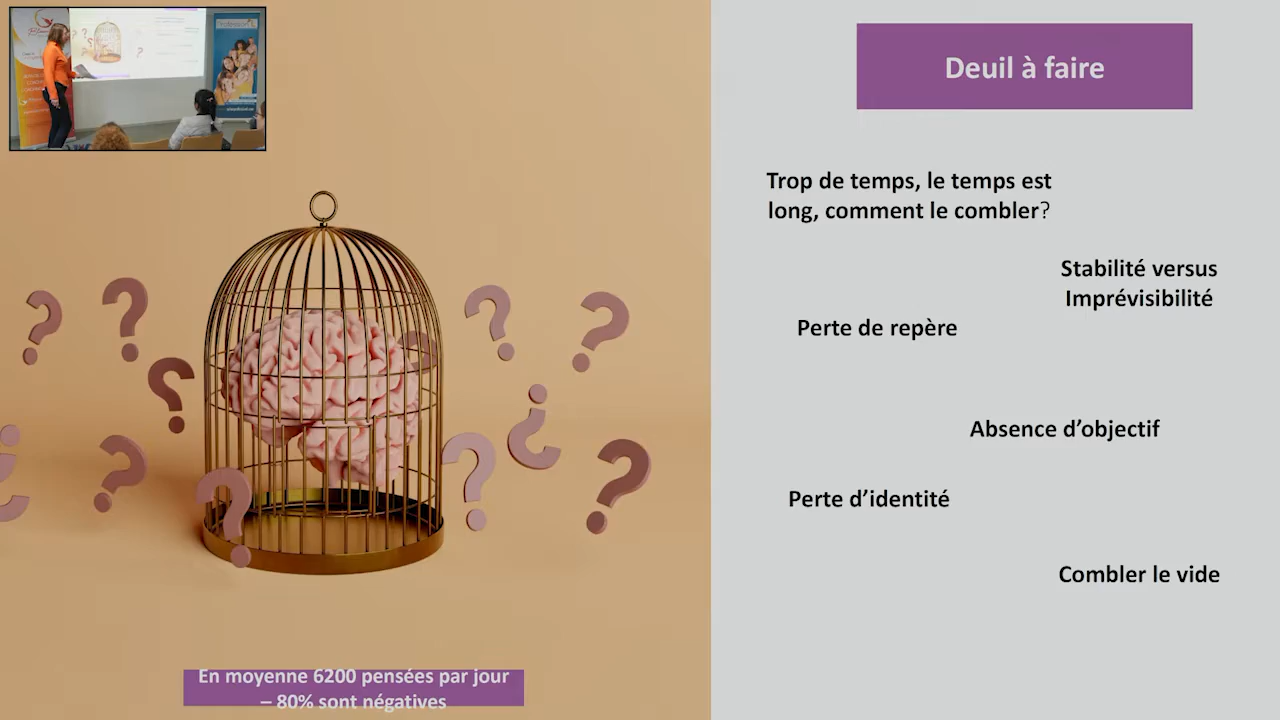 Deuil à faire
Trop de temps, le temps est
long, comment le combler?
Stabilité versus
Imprévisibilité
Perte de repère
Absence d’objectif
Perte d’identité
Combler le vide
En moyenne 6200 pensées par jour
– 80% sont négatives